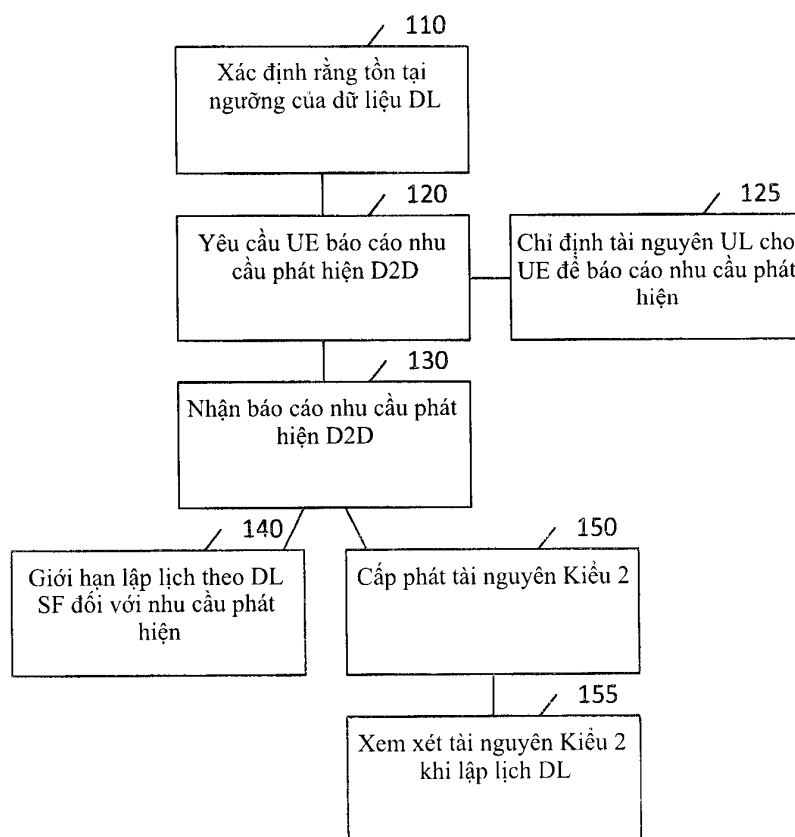 110
Xác định rằng tồn tại
ngưỡng của dữ liệu DL
120
Yêu cầu UE báo cáo nhu
cầu phát hiện D2D
125
Chỉ định tài nguyên UL cho
UE để báo cáo nhu cầu phát
hiện
130
Nhận báo cáo nhu cầu phát
hiện D2D
140
Giới hạn lập lịch theo DL
SF đối với nhu cầu phát
hiện
150
Cấp phát tài nguyên Kiểu 2
155
Xem xét tài nguyên Kiểu 2
khi lập lịch DL